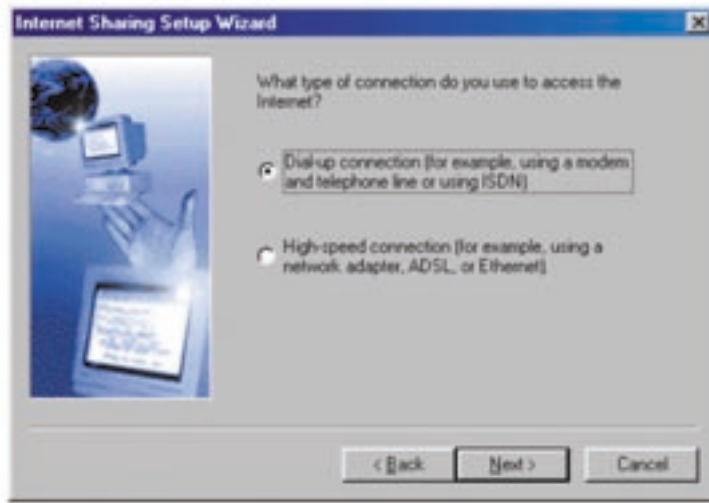 Internet Sharing Setup Wizard
What type of connection do you use to access the
Internet?
Dial-up connection (for example, using a modem
and telephone line or using ISDN)
High-speed connection (for example, using a
network adapter, ADSL, or Ethernet)
< Back
Next >
Cancel